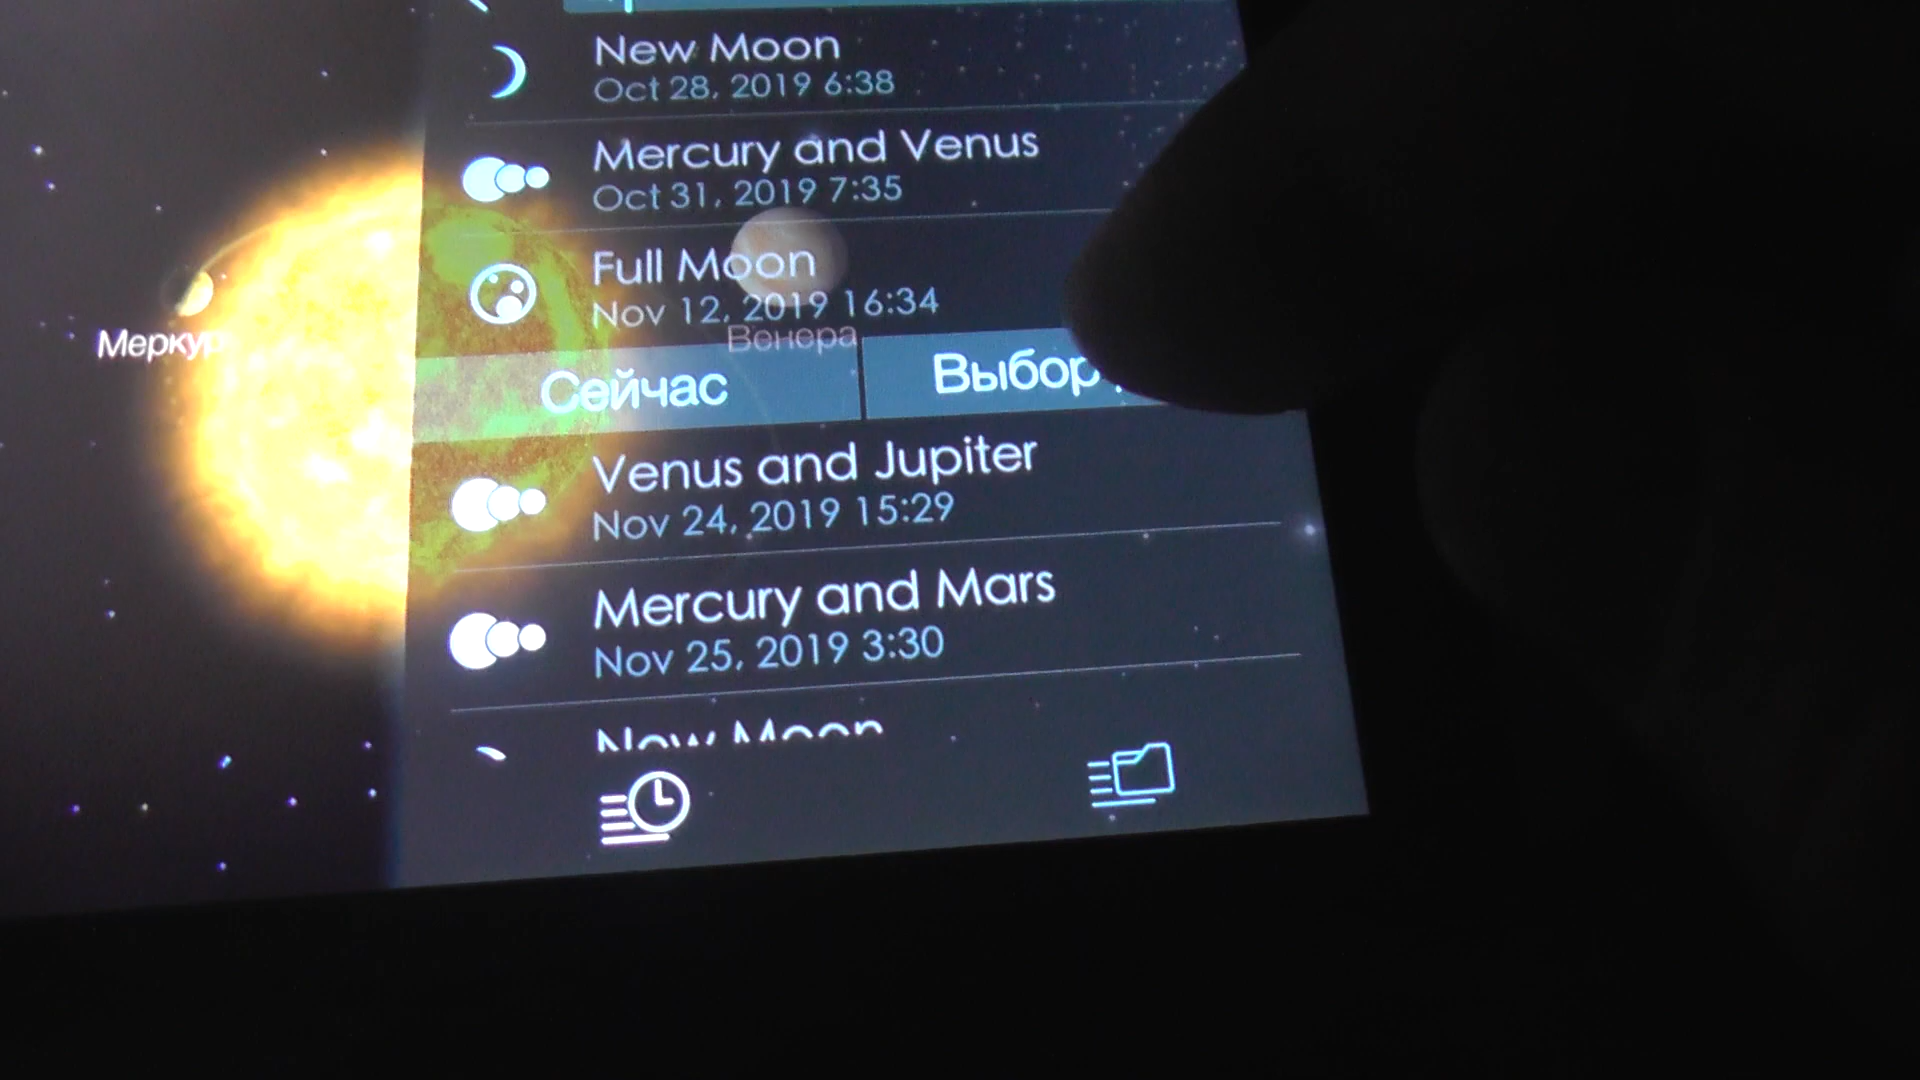 New Moon
Oct 28, 2019 6:38
Mercury and Venus
Oct 31, 2019 7:35
Full Moon
Nov 12, 2019 16:34
Меркур
Венера
Сейчас
Выбор
Venus and Jupiter
Nov 24, 2019 15:29
Mercury and Mars
Nov 25, 2019 3:30
New Moon